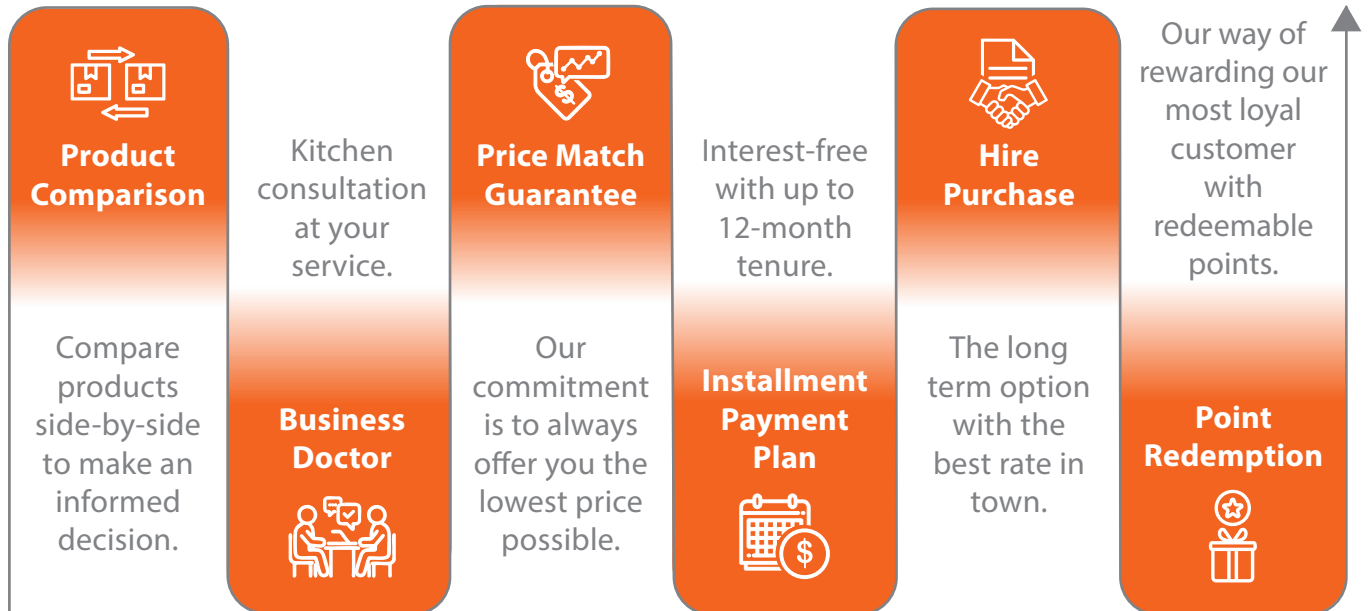 Product
Comparison
Compare
products
side-by-side
to make an
informed
decision.
Kitchen
consultation
at your
service.
Business
Doctor
Price Match
Guarantee
Our
commitment
is to always
offer you the
lowest price
possible.
Interest-free
with up to
12-month
tenure.
Installment
Payment
Plan
Hire
Purchase
The long
term option
with the
best rate in
town.
Our way of
rewarding our
most loyal
customer
with
redeemable
points.
Point
Redemption